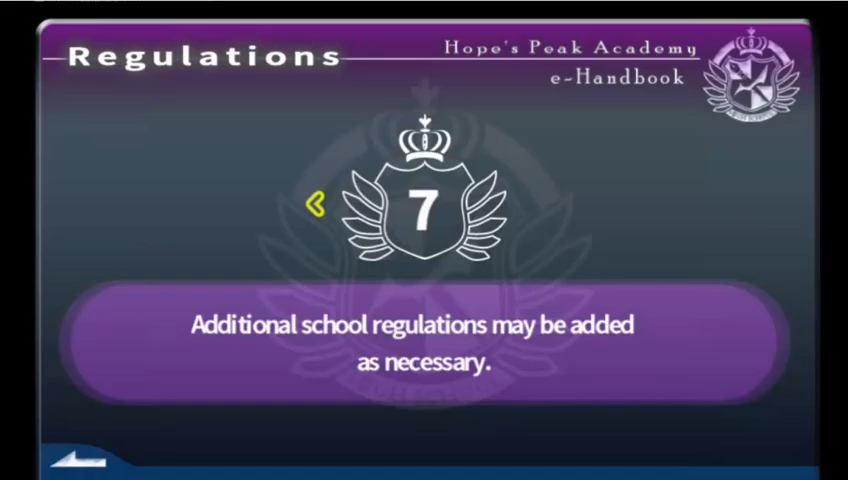 Regulations
Hope's Peak Academy
e-Handbook
7
Additional school regulations may be added
as necessary.